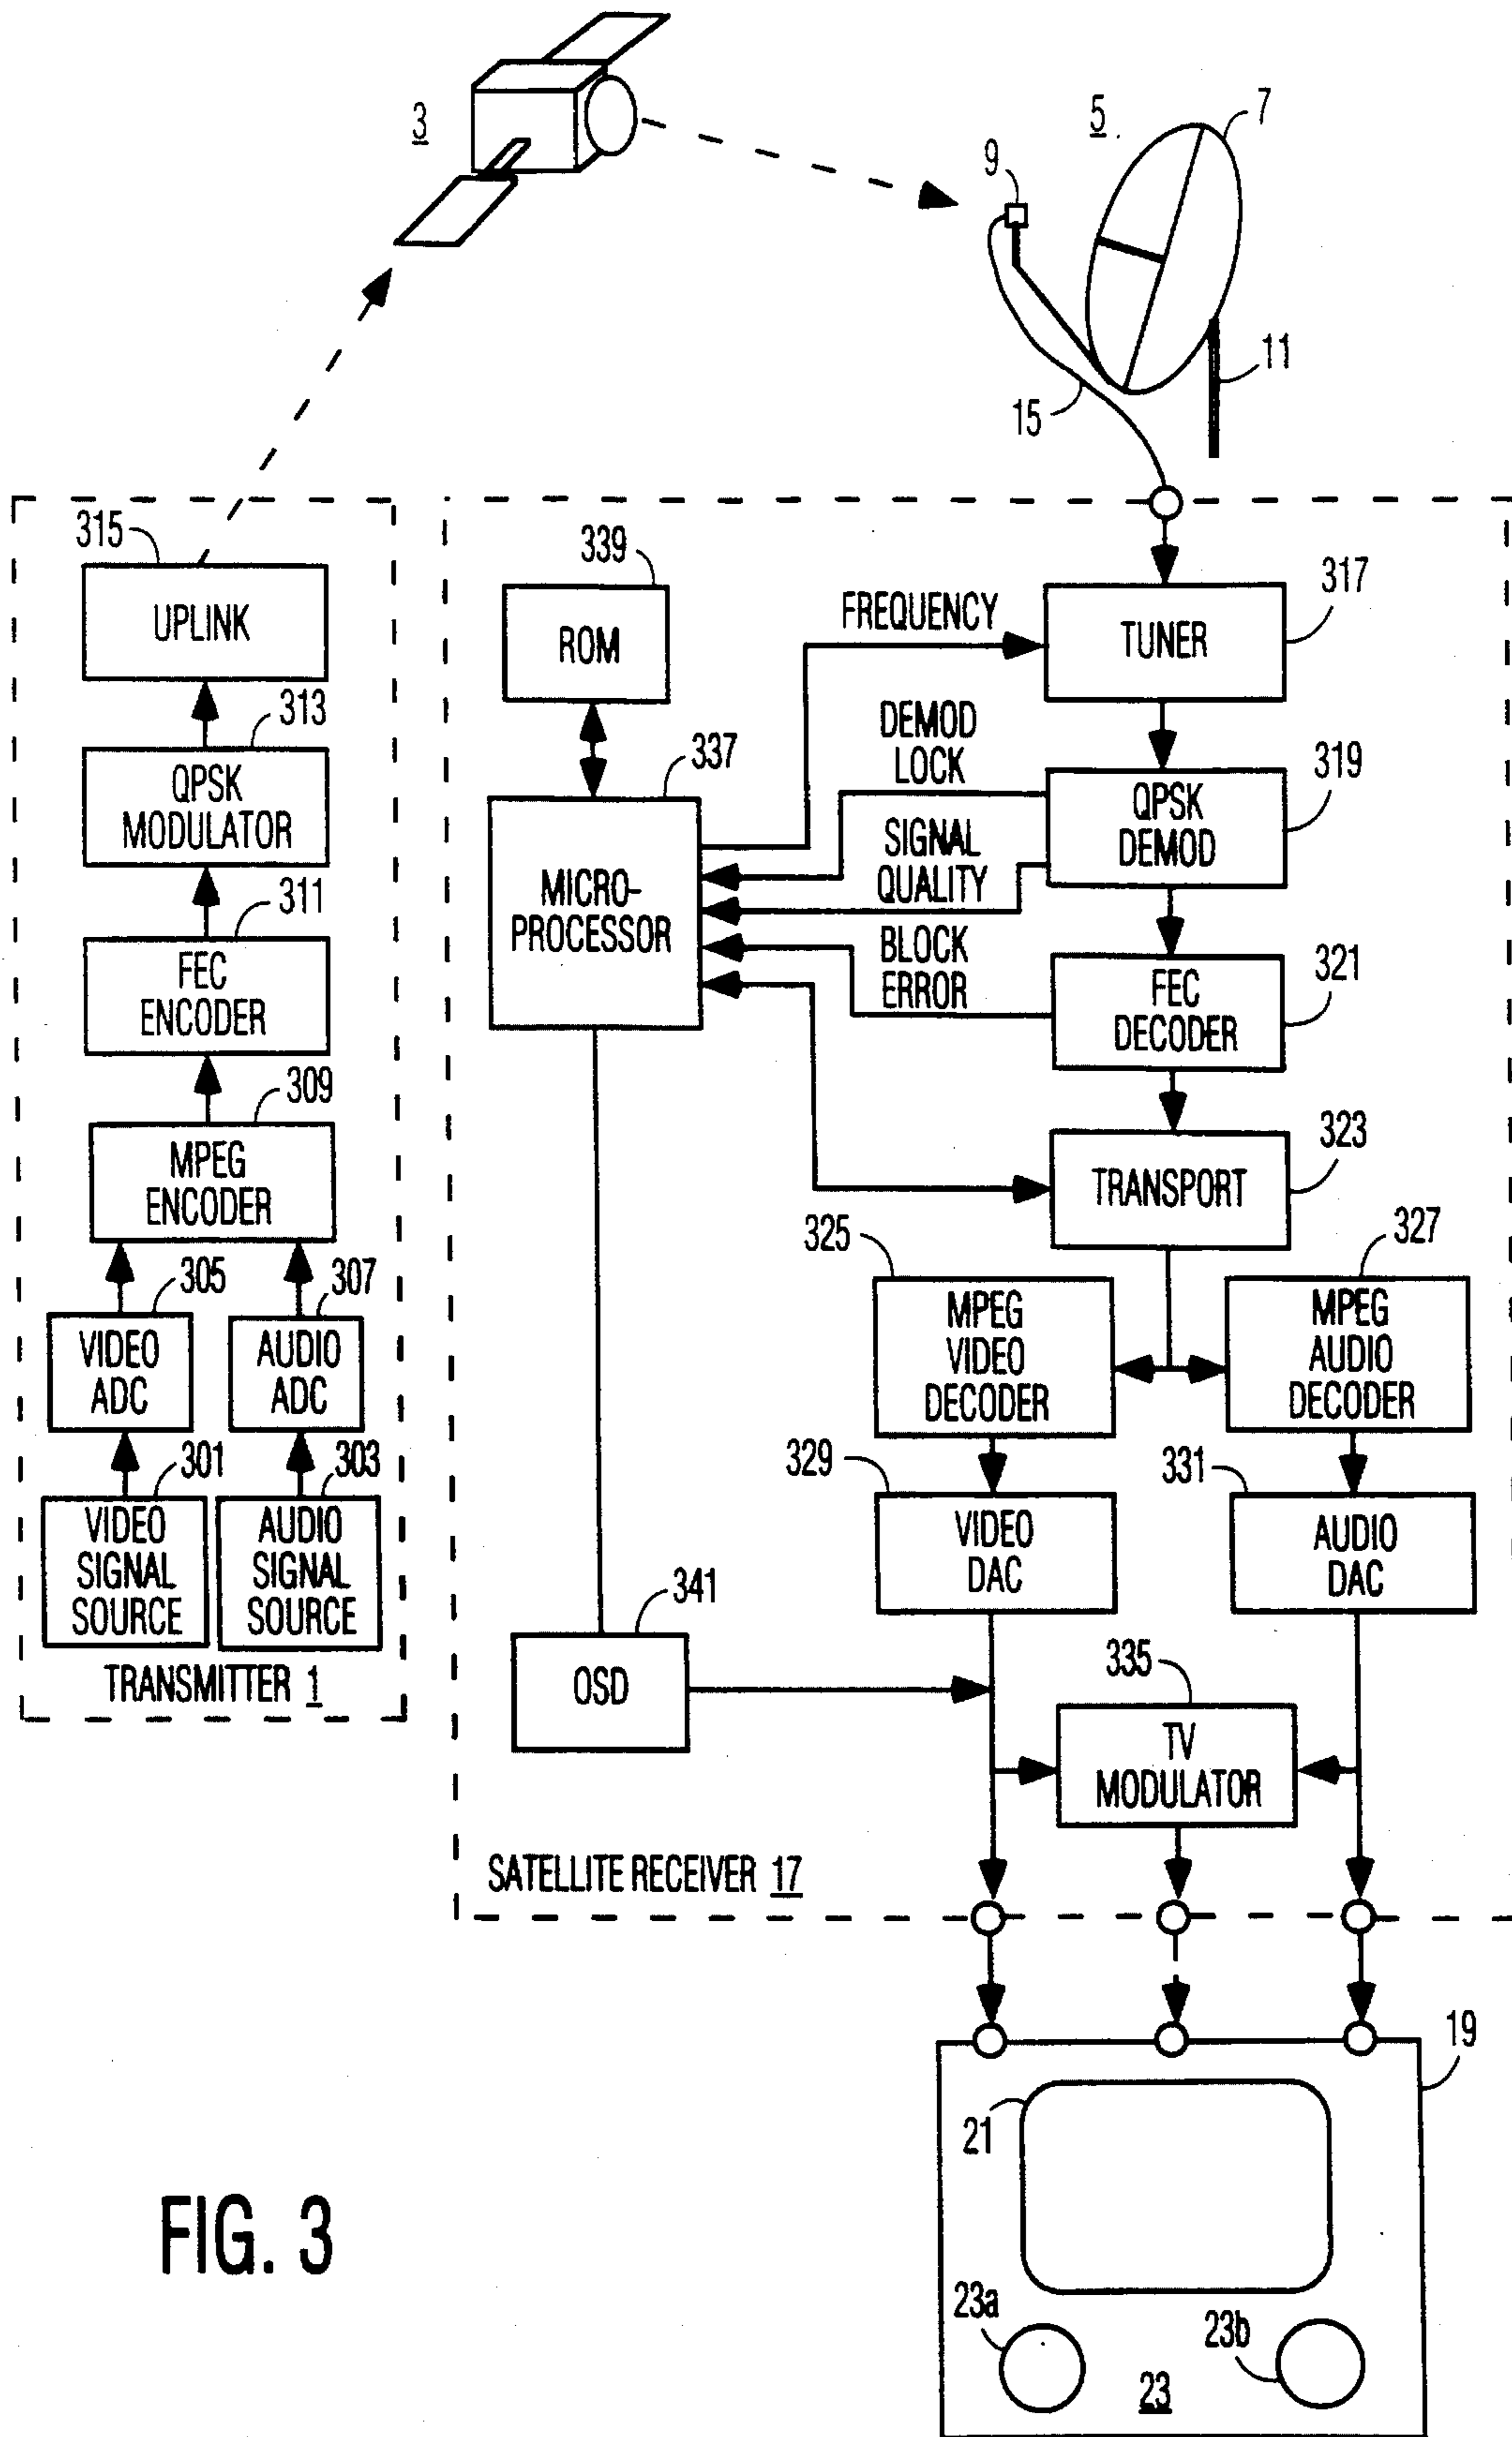 3
5
7
9
11
15
315
UPLINK
313
QPSK
MODULATOR
311
FEC
ENCODER
309
MPEG
ENCODER
305
307
VIDEO
ADC
AUDIO
ADC
301
303
VIDEO
SIGNAL
SOURCE
AUDIO
SIGNAL
SOURCE
TRANSMITTER 1
339
ROM
FREQUENCY
317
TUNER
DEMOD
LOCK
337
319
QPSK
DEMOD
SIGNAL
QUALITY
MICRO-
PROCESSOR
BLOCK
ERROR
321
FEC
DECODER
323
TRANSPORT
325
327
MPEG
VIDEO
DECODER
MPEG
AUDIO
DECODER
329
331
VIDEO
DAC
AUDIO
DAC
341
OSD
335
TV
MODULATOR
SATELLITE RECEIVER 17
19
21
23a
23b
23
FIG. 3